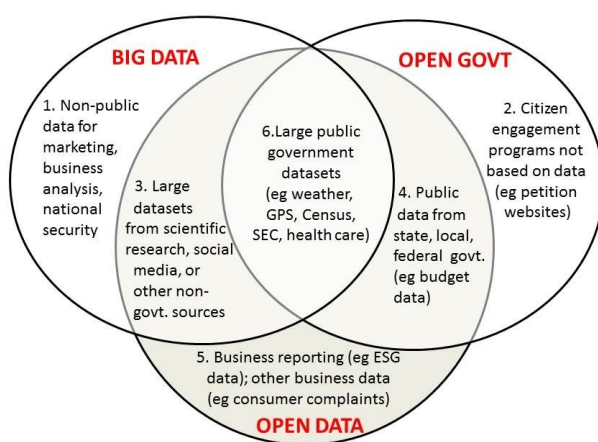 BIG DATA
OPEN GOVT
1. Non-public
data for
marketing,
business
analysis,
national
security
2. Citizen
engagement
programs not
based on data
(eg petition
websites)
6.Large public
government
datasets
(eg weather,
GPS, Census,
SEC, health care)
3. Large
datasets
from scientific
research, social
media, or
other non-
govt. sources
4. Public
data from
state, local,
federal govt.
(eg budget
data)
5. Business reporting (eg ESG
data); other business data
(eg consumer complaints)
OPEN DATA